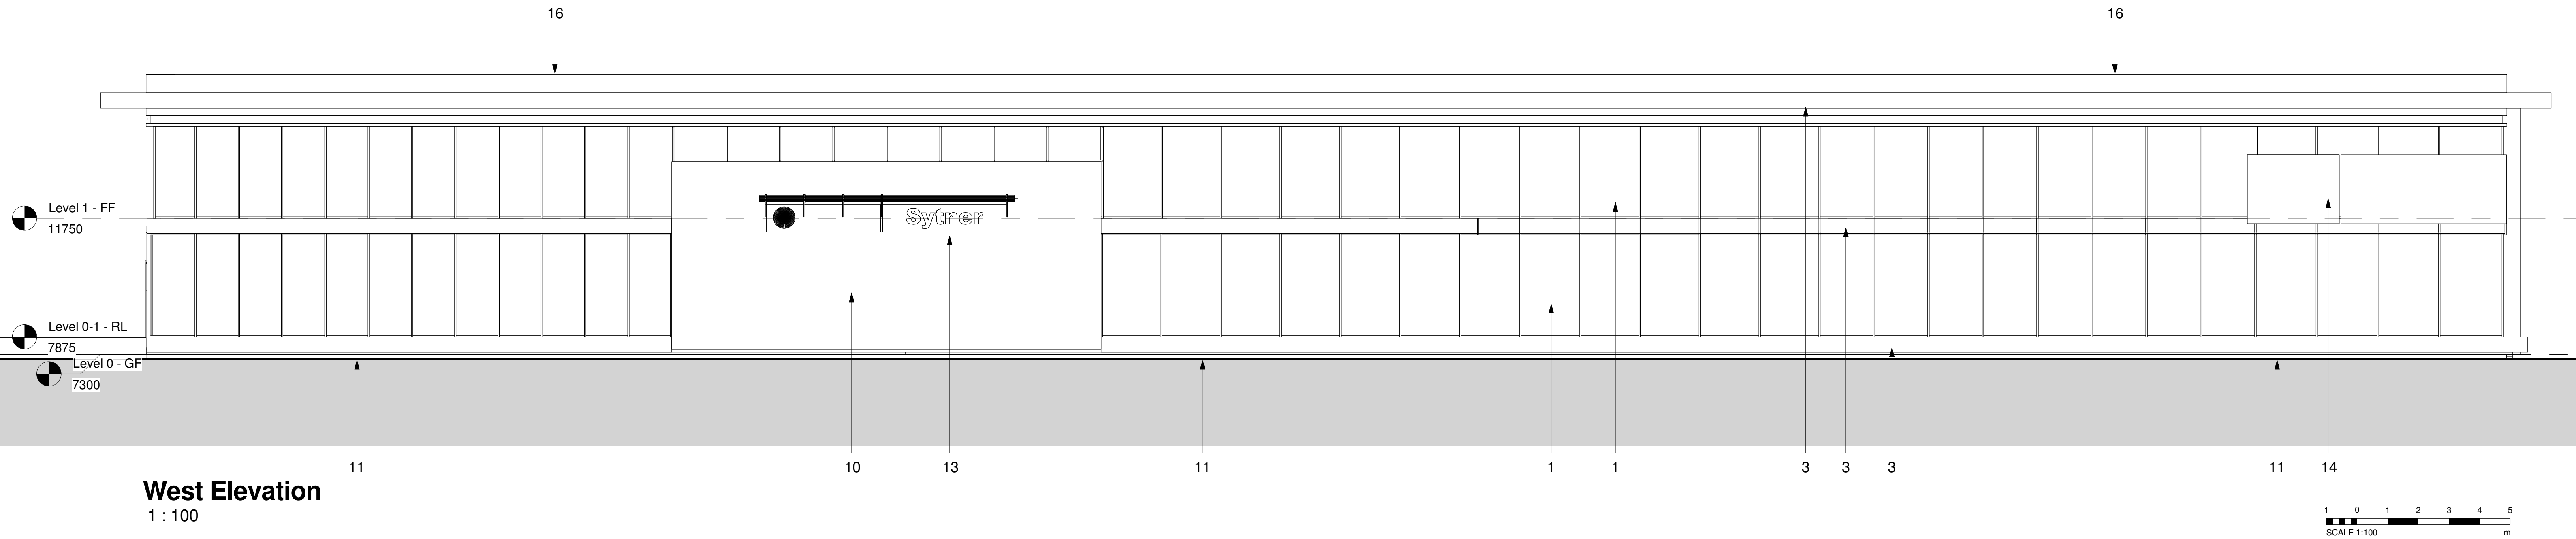 16 16
Level 1 - FF
11750
Sytner
Level 0-1 - RL
7875
Level 0 - GF
7300
11 10 13 11 1 1 3 3 3 11 14
West Elevation
1 : 100
1 0 1 2 3 4 5
SCALE 1:100 m